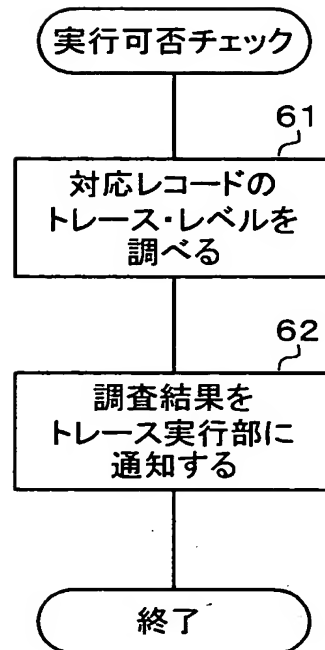 実行可否チェック
61
対応レコードの
トレース・レベルを
調べる
62
調査結果を
トレース実行部に
通知する
終了